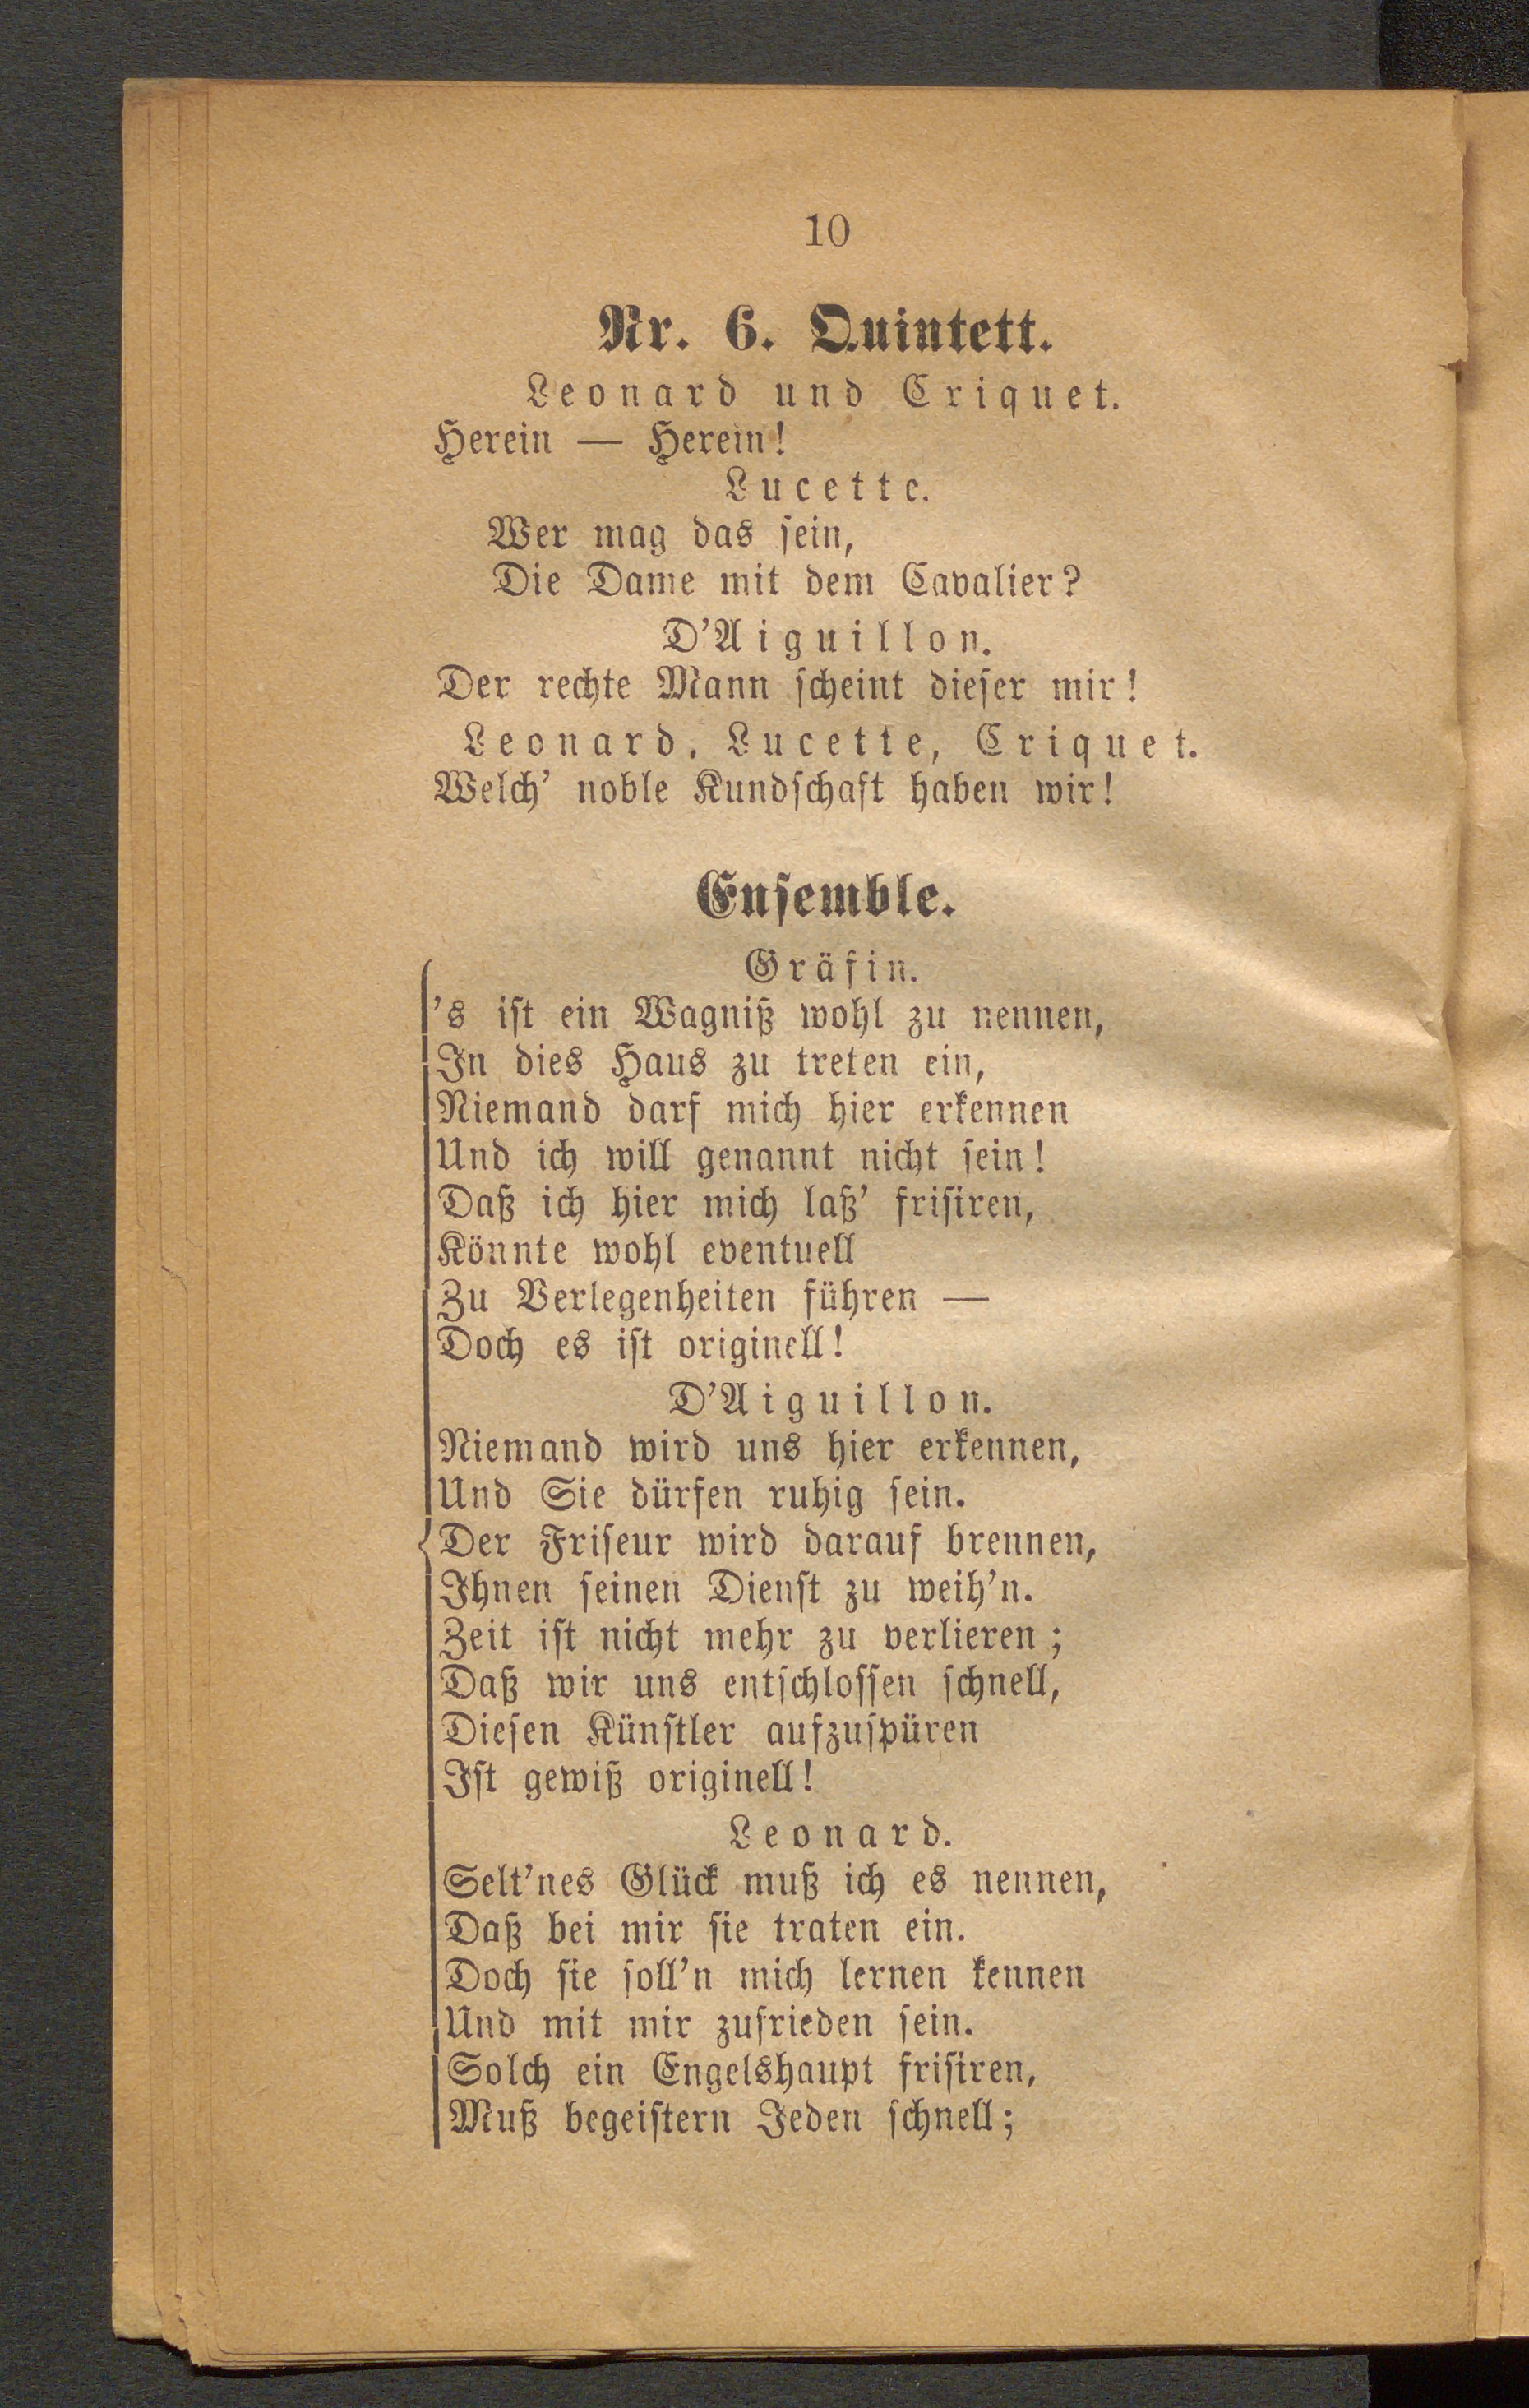 10
Nr. 6. Quintett.
Leonard und Criquet.
Herein — Herein!
Lucette.
Wer mag das sein,
Die Dame mit dem Cavalier?
D'Aiguillon.
Der rechte Mann scheint dieser mir!
Leonard, Lucette, Criquet.
Welch' noble Kundschaft haben wir!
Ensemble.
Gräfin.
's ist ein Wagniß wohl zu nennen,
In dies Haus zu treten ein,
Niemand darf mich hier erkennen
Und ich will genannt nicht sein!
Daß ich hier mich laß' frisiren,
Könnte wohl eventuell
Zu Verlegenheiten führen —
Doch es ist originell!
D'Aiguillon.
Niemand wird uns hier erkennen,
Und Sie dürfen ruhig sein.
Der Friseur wird darauf brennen,
Ihnen seinen Dienst zu weih'n.
Zeit ist nicht mehr zu verlieren;
Daß wir uns entschlossen schnell,
Diesen Künstler aufzuspüren
Ist gewiß originell!
Leonard.
Selt'nes Glück muß ich es nennen,
Daß bei mir sie traten ein.
Doch sie soll'n mich lernen kennen
Und mit mir zufrieden sein.
Solch ein Engelshaupt frisiren,
Muß begeistern Jeden schnell;